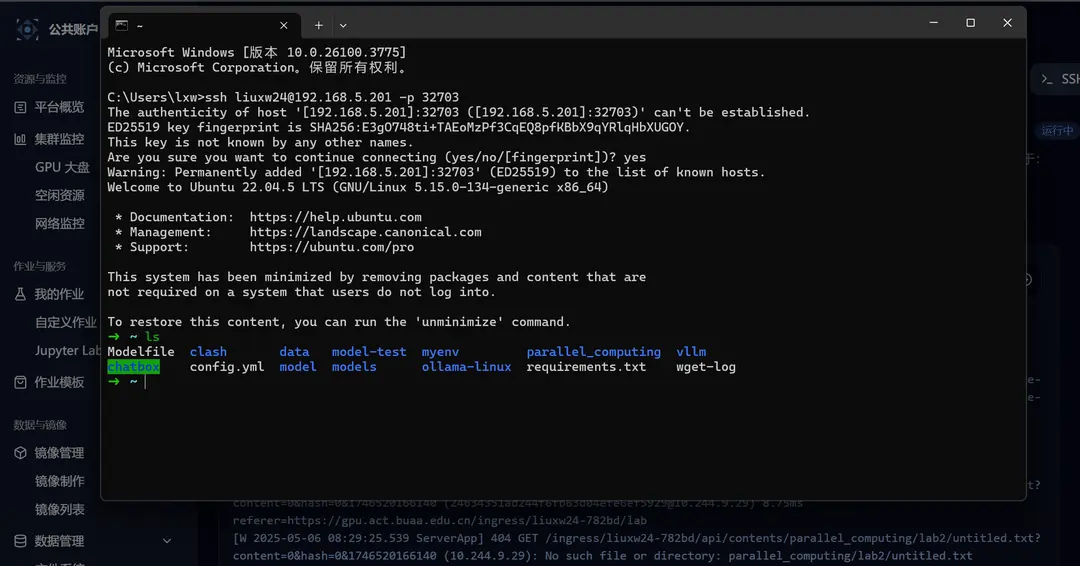 公共账户
资源与监控
平台概览
集群监控
GPU 大盘
空闲资源
网络监控
作业与服务
我的作业
自定义作业
Jupyter Lab
作业模板
数据与镜像
镜像管理
镜像制作
镜像列表
数据管理
~
Microsoft Windows [版本 10.0.26100.3775]
(c) Microsoft Corporation。保留所有权利。
C:\Users\lxw>ssh liuxw24@192.168.5.201 -p 32703
The authenticity of host '[192.168.5.201]:32703 ([192.168.5.201]:32703)' can't be established.
ED25519 key fingerprint is SHA256:E3gO748ti+TAEoMzPf3CqEQ8pfKBbX9qYRlqHbXUGOY.
This key is not known by any other names.
Are you sure you want to continue connecting (yes/no/[fingerprint])? yes
Warning: Permanently added '[192.168.5.201]:32703' (ED25519) to the list of known hosts.
Welcome to Ubuntu 22.04.5 LTS (GNU/Linux 5.15.0-134-generic x86_64)
* Documentation: https://help.ubuntu.com
* Management: https://landscape.canonical.com
* Support: https://ubuntu.com/pro
This system has been minimized by removing packages and content that are
not required on a system that users do not log into.
To restore this content, you can run the 'unminimize' command.
➜ ~ ls
Modelfile clash data model-test myenv parallel_computing vllm
chatbox config.yml model models ollama-linux requirements.txt wget-log
➜ ~
>_ SSH
运行中
referer=https://gpu.act.buaa.edu.cn/ingress/liuxw24-782bd/lab
[W 2025-05-06 08:29:25.539 ServerApp] 404 GET /ingress/liuxw24-782bd/api/contents/parallel_computing/lab2/untitled.txt?
content=0&hash=0&1746520166140 (10.244.9.29): No such file or directory: parallel_computing/lab2/untitled.txt